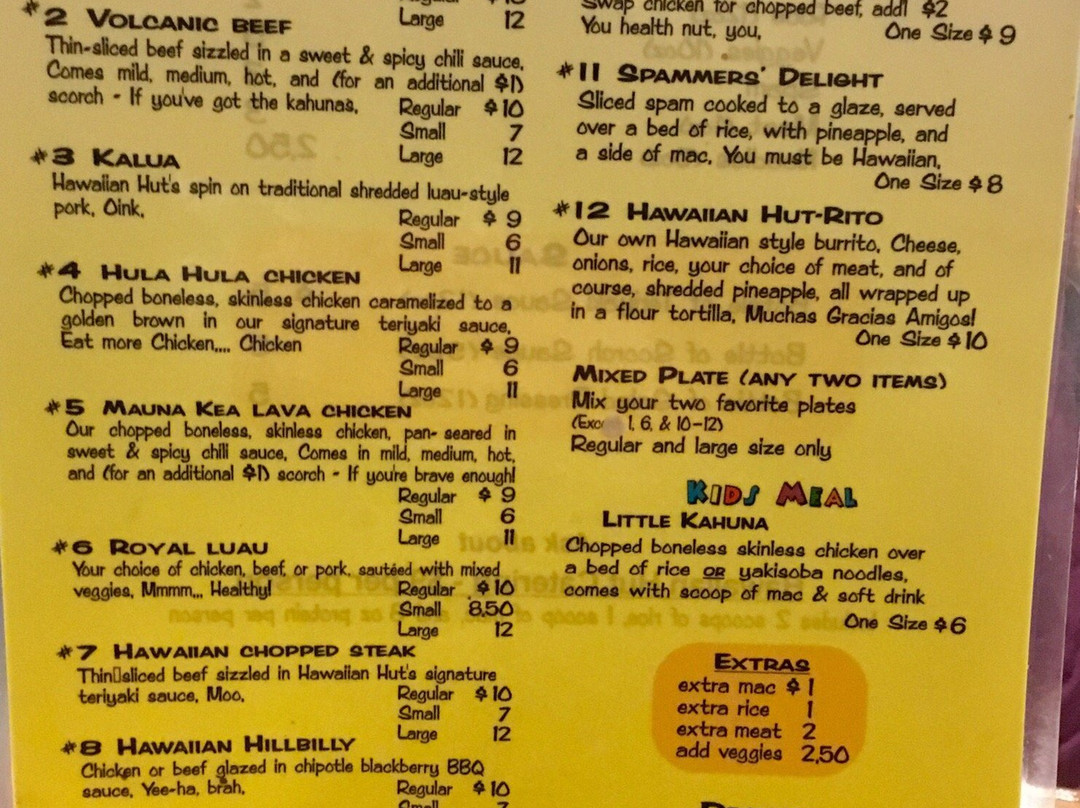 Large 12
#2 VOLCANIC BEEF
Thin-sliced beef sizzled in a sweet & spicy chili sauce.
Comes mild, medium, hot, and (for an additional $1)
scorch - If you've got the kahunas.
Regular $10
Small 7
Large 12
#3 KALUA
Hawaiian Hut's spin on traditional shredded luau-style
pork. Oink.
Regular $ 9
Small 6
Large 11
#4 HULA HULA CHICKEN
Chopped boneless, skinless chicken caramelized to a
golden brown in our signature teriyaki sauce.
Eat more Chicken.... Chicken
Regular $ 9
Small 6
Large 11
#5 MAUNA KEA LAVA CHICKEN
Our chopped boneless, skinless chicken, pan- seared in
sweet & spicy chili sauce. Comes in mild, medium, hot,
and (for an additional $1) scorch - If you're brave enough!
Regular $ 9
Small 6
Large 11
#6 ROYAL LUAU
Your choice of chicken, beef, or pork, sautéed with mixed
veggies. Mmmm... Healthy!
Regular $10
Small 8.50
Large 12
#7 HAWAIIAN CHOPPED STEAK
Thin□sliced beef sizzled in Hawaiian Hut's signature
teriyaki sauce. Moo.
Regular $10
Small 7
Large 12
#8 HAWAIIAN HILLBILLY
Chicken or beef glazed in chipotle blackberry BBQ
sauce. Yee-ha, brah.
Regular $10
Small 7
Swap chicken for chopped beef, add'l $2
You health nut, you.
One Size $ 9
#11 SPAMMERS' DELIGHT
Sliced spam cooked to a glaze, served
over a bed of rice, with pineapple, and
a side of mac. You must be Hawaiian.
One Size $ 8
#12 HAWAIIAN HUT-RITO
Our own Hawaiian style burrito. Cheese,
onions, rice, your choice of meat, and of
course, shredded pineapple, all wrapped up
in a flour tortilla. Muchas Gracias Amigos!
One Size $10
MIXED PLATE (ANY TWO ITEMS)
Mix your two favorite plates
1, 6, & 10-12)
Regular and large size only
KIDS MEAL
LITTLE KAHUNA
Chopped boneless skinless chicken over
a bed of rice OR yakisoba noodles,
comes with scoop of mac & soft drink
One Size $6
EXTRAS
extra mac $ 1
extra rice 1
extra meat 2
add veggies 2.50